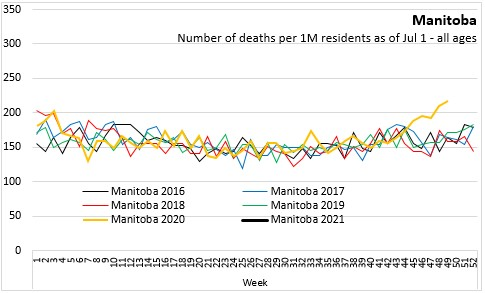 Manitoba
Number of deaths per 1M residents as of Jul 1 - all ages
350
300
250
200
150
100
50
0
Manitoba 2016
Manitoba 2017
Manitoba 2018
Manitoba 2019
Manitoba 2020
Manitoba 2021
1 2 3 4 5 6 7 8 9 10 11 12 13 14 15 16 17 18 19 20 21 22 23 24 25 26 27 28 29 30 31 32 33 34 35 36 37 38 39 40 41 42 43 44 45 46 47 48 49 50 51 52
Week